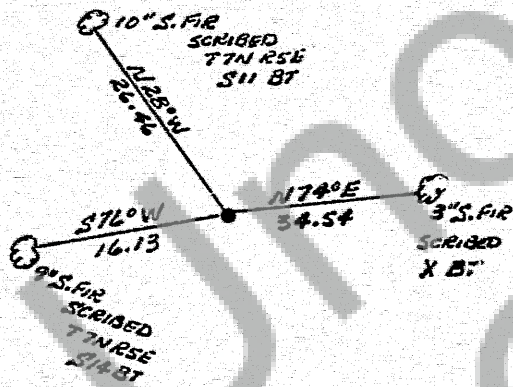 10" S. FIR
SCRIBED
T7N R5E
S11 BT
N28°W
26.46
N74°E
34.54
3" S. FIR
SCRIBED
X BT
S76°W
16.13
9" S. FIR
SCRIBED
T7N R5E
S14 BT
Uno